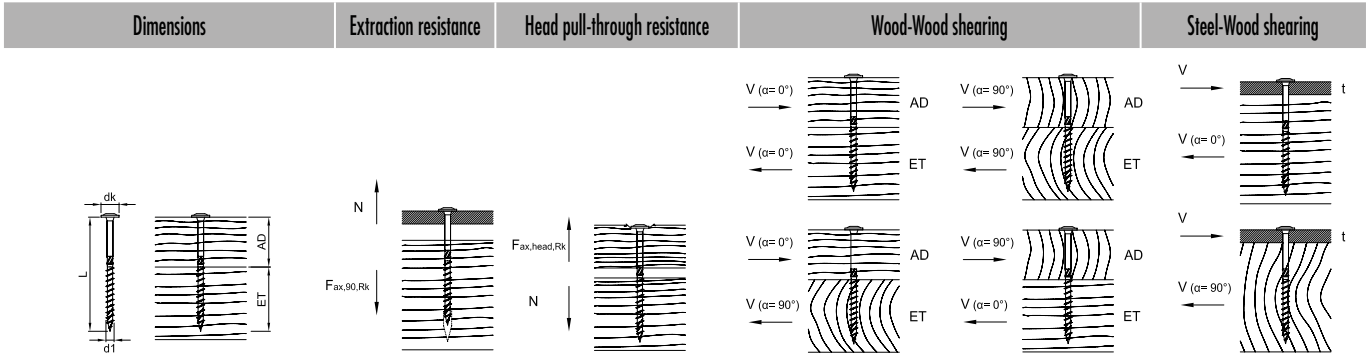 Dimensions
Extraction resistance
Head pull-through resistance
Wood-Wood shearing
Steel-Wood shearing
dk
L
d1
AD
ET
N
Fax,90,Rk
Fax,head,Rk
N
V (α= 0°)
AD
V (α= 0°)
ET
V (α= 90°)
AD
V (α= 90°)
ET
V (α= 0°)
AD
V (α= 90°)
ET
V (α= 90°)
AD
V (α= 0°)
ET
V
t
V (α= 0°)
V
t
V (α= 90°)